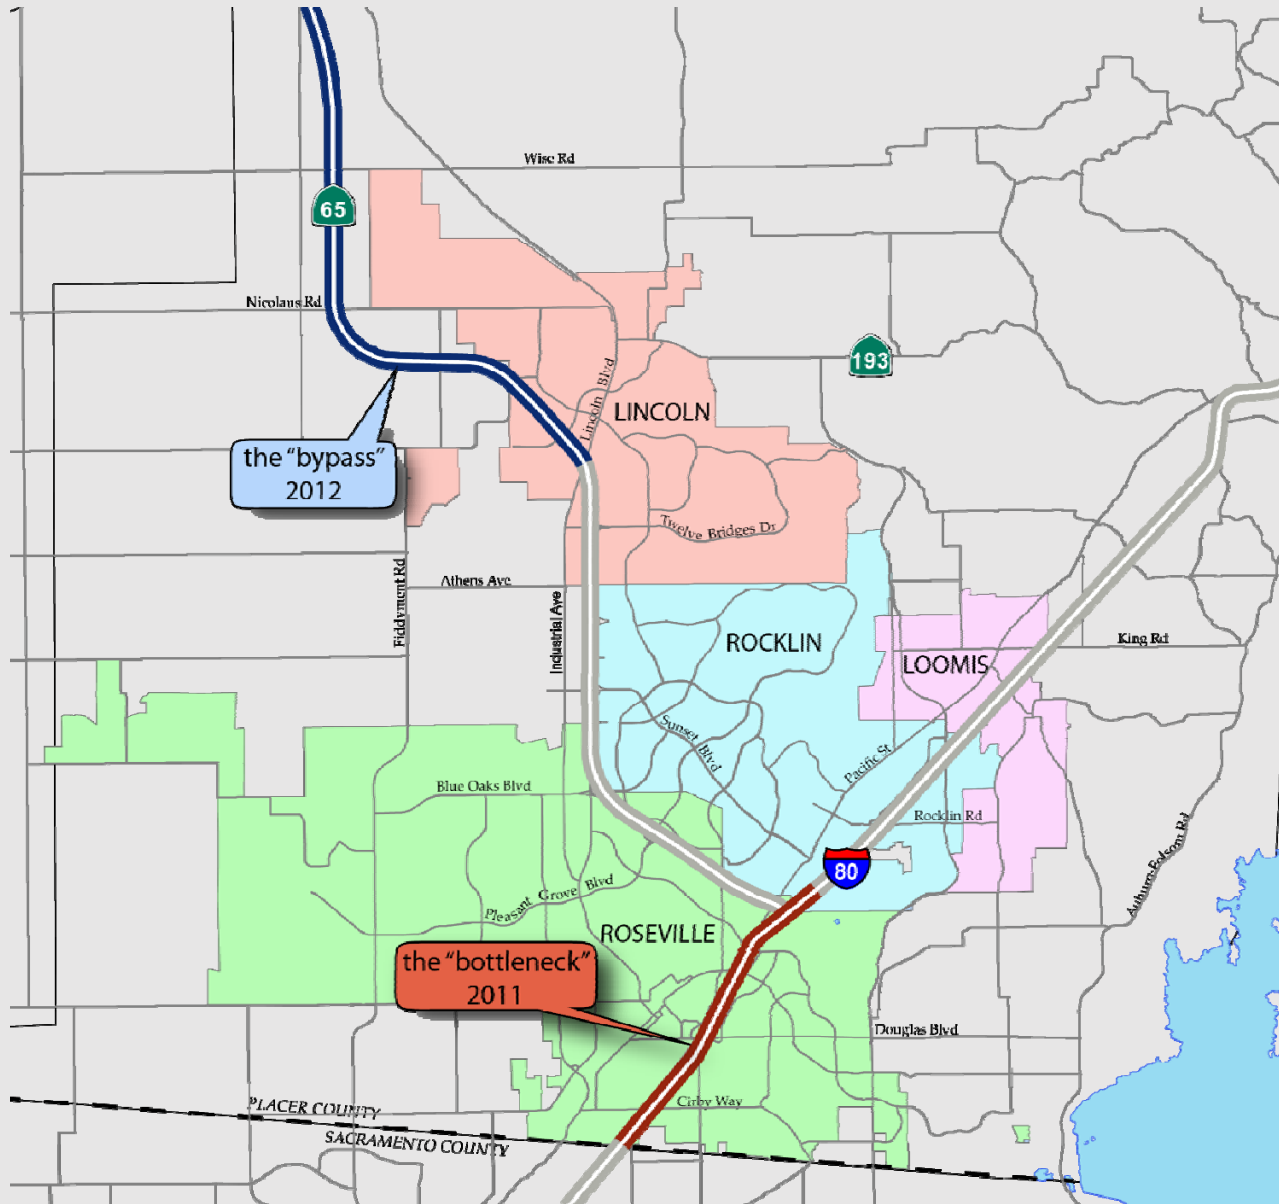 Wise Rd
65
Nicolaus Rd
193
Lincoln Blvd
LINCOLN
the "bypass"
2012
Twelve Bridges Dr
Athens Ave
Fiddyment Rd
Industrial Ave
ROCKLIN
King Rd
LOOMIS
Sunset Blvd
Pacific St
Blue Oaks Blvd
Rocklin Rd
Auburn-Folsom Rd
80
Pleasant Grove Blvd
ROSEVILLE
the "bottleneck"
2011
Douglas Blvd
Cirby Way
PLACER COUNTY
SACRAMENTO COUNTY